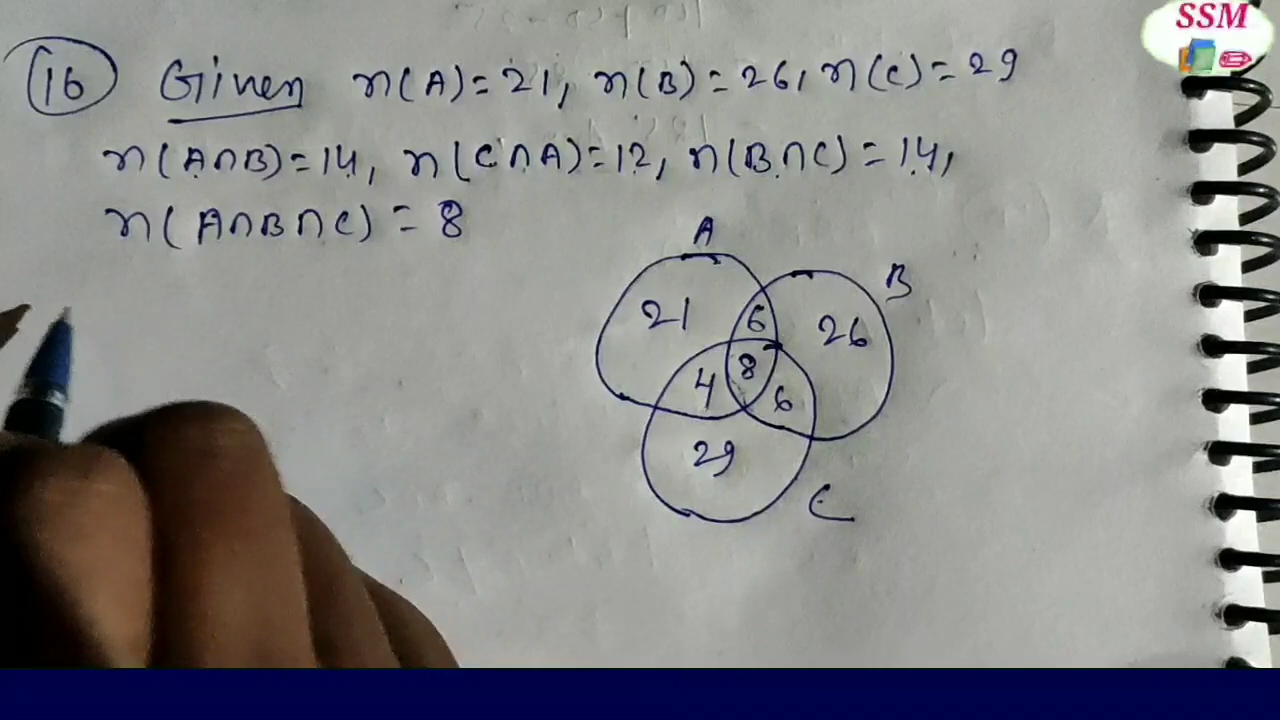 SSM
16 Given n(A)=21, n(B)=26, n(C)=29
n(A∩B)=14, n(C∩A)=12, n(B∩C)=14,
n(A∩B∩C)=8
A
B
21 6 26
8
4 6
29
C